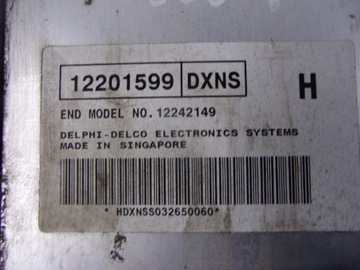 12201599 DXNS H
END MODEL NO. 12242149
DELPHI-DELCO ELECTRONICS SYSTEMS
MADE IN SINGAPORE
* HDXNSS032650060*